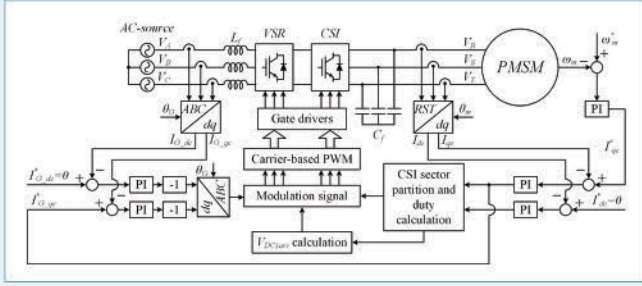 AC-source
V_A
V_B
V_C
L_f
VSR
CSI
V_R
V_S
V_T
PMSM
ω*_m
ω_m
θ_G
ABC
dq
I_G_dc
I_G_qc
Gate drivers
C_f
RST
dq
θ_m
I_dc
I_qc
PI
I*_qc
Carrier-based PWM
I*_G_dc=0
PI
-1
θ_G
dq
ABC
Modulation signal
CSI sector
partition and
duty
calculation
PI
I*_G_qc
PI
-1
PI
I*_dc=0
calculation